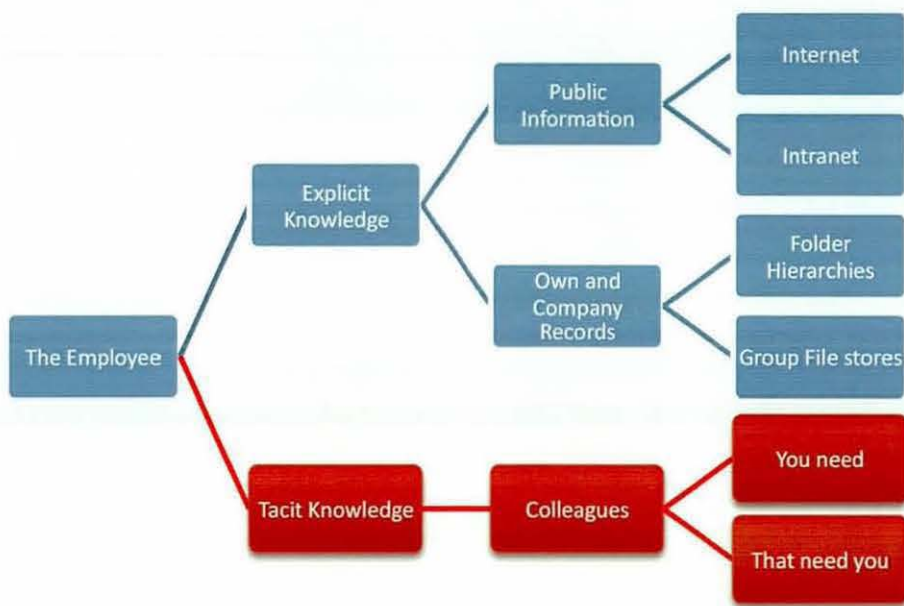 Internet
Public
Information
Intranet
Explicit
Knowledge
Folder
Hierarchies
Own and
Company
Records
The Employee
Group File stores
You need
Tacit Knowledge
Colleagues
That need you